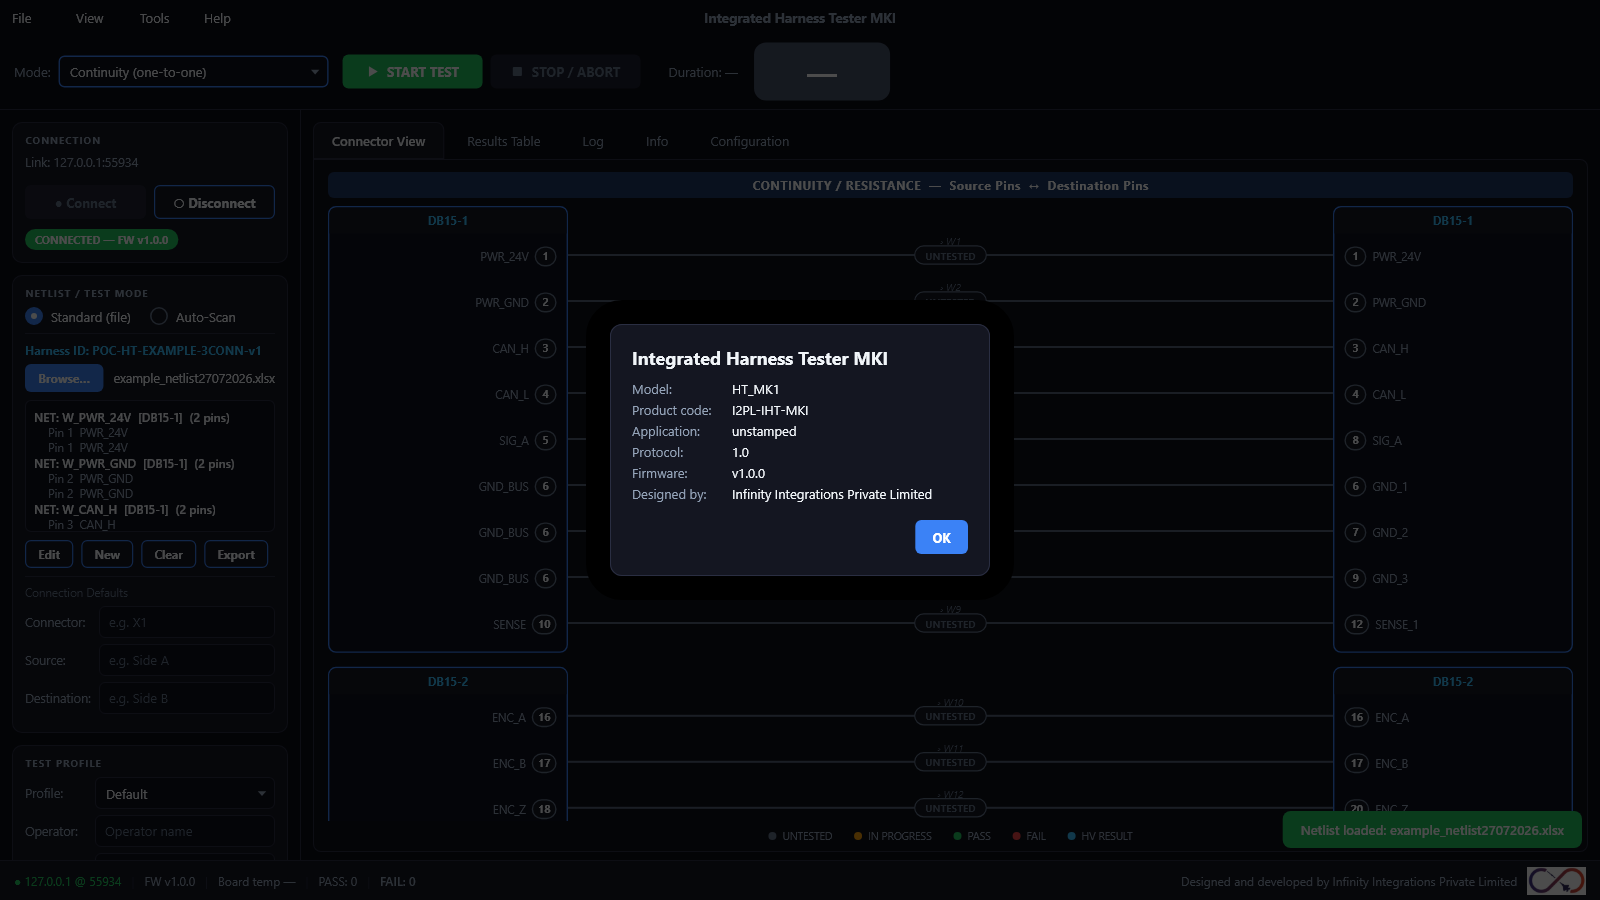 File View Tools Help Integrated Harness Tester MKI
Mode: Continuity (one-to-one) START TEST STOP / ABORT Duration: — —
CONNECTION
Link: 127.0.0.1:55934
Connect Disconnect
CONNECTED — FW v1.0.0
NETLIST / TEST MODE
Standard (file) Auto-Scan
Harness ID: POC-HT-EXAMPLE-3CONN-v1
Browse... example_netlist27072026.xlsx
NET: W_PWR_24V [DB15-1] (2 pins)
Pin 1 PWR_24V
Pin 1 PWR_24V
NET: W_PWR_GND [DB15-1] (2 pins)
Pin 2 PWR_GND
Pin 2 PWR_GND
NET: W_CAN_H [DB15-1] (2 pins)
Pin 3 CAN_H
Edit New Clear Export
Connection Defaults
Connector: e.g. X1
Source: e.g. Side A
Destination: e.g. Side B
TEST PROFILE
Profile: Default
Operator: Operator name
Connector View Results Table Log Info Configuration
CONTINUITY / RESISTANCE — Source Pins ↔ Destination Pins
DB15-1 DB15-1
W1
PWR_24V 1 UNTESTED 1 PWR_24V
W2
PWR_GND 2 2 PWR_GND
CAN_H 3 3 CAN_H
CAN_L 4 4 CAN_L
SIG_A 5 8 SIG_A
GND_BUS 6 6 GND_1
GND_BUS 6 7 GND_2
GND_BUS 6 9 GND_3
W9
SENSE 10 UNTESTED 12 SENSE_1
DB15-2 DB15-2
W10
ENC_A 16 UNTESTED 16 ENC_A
W11
ENC_B 17 UNTESTED 17 ENC_B
W12
ENC_Z 18 UNTESTED 20 ENC_Z
UNTESTED IN PROGRESS PASS FAIL HV RESULT
Integrated Harness Tester MKI
Model: HT_MK1
Product code: I2PL-IHT-MKI
Application: unstamped
Protocol: 1.0
Firmware: v1.0.0
Designed by: Infinity Integrations Private Limited
OK
Netlist loaded: example_netlist27072026.xlsx
127.0.0.1 @ 55934 FW v1.0.0 Board temp — PASS: 0 FAIL: 0 Designed and developed by Infinity Integrations Private Limited